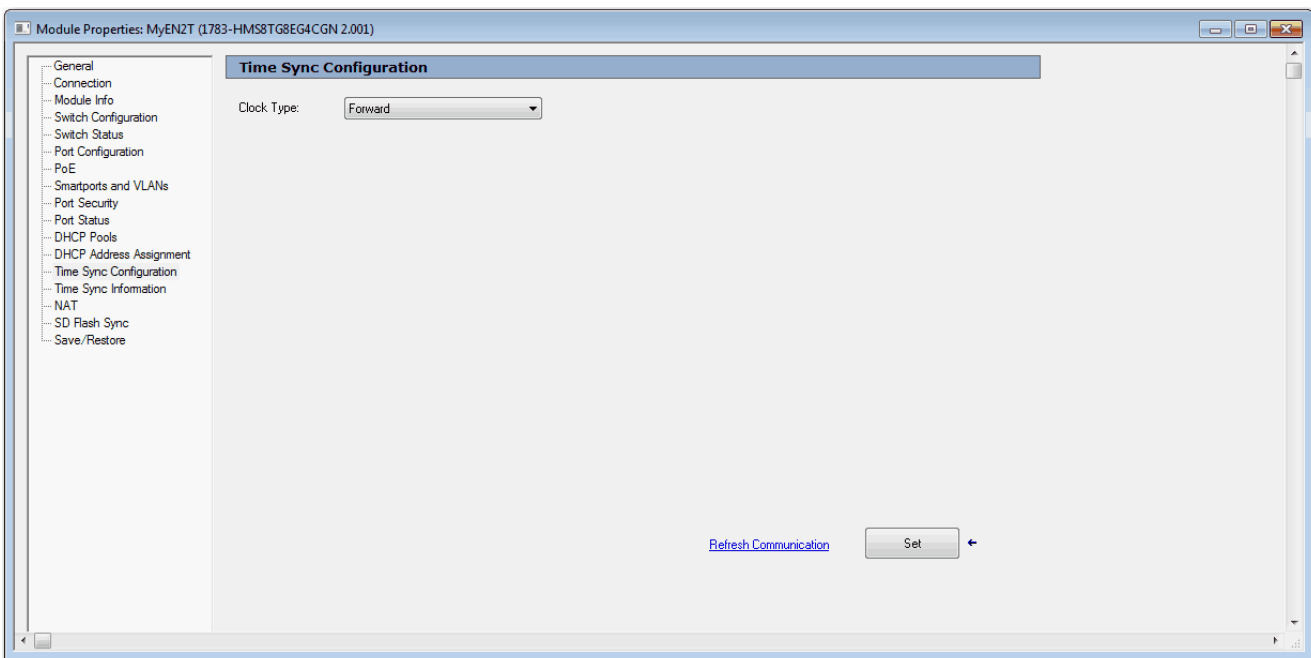 Module Properties: MyEN2T (1783-HMS8TG8EG4CGN 2.001)
General
Connection
Module Info
Switch Configuration
Switch Status
Port Configuration
PoE
Smartports and VLANs
Port Security
Port Status
DHCP Pools
DHCP Address Assignment
Time Sync Configuration
Time Sync Information
NAT
SD Flash Sync
Save/Restore
Time Sync Configuration
Clock Type: Forward
Refresh Communication Set